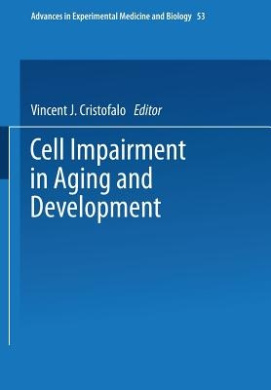 Advances in Experimental Medicine and Biology 53
Vincent J. Cristofalo Editor
Cell Impairment
in Aging and
Development